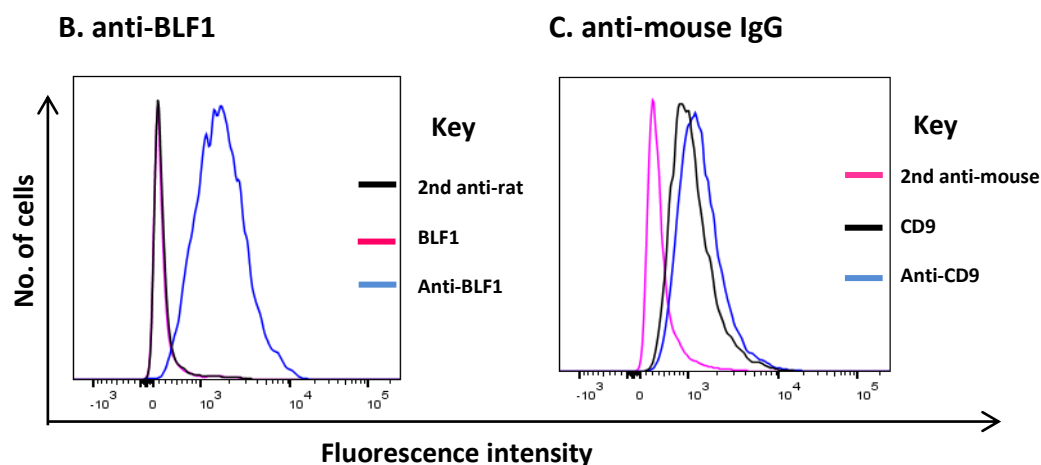 B. anti-BLF1
C. anti-mouse IgG
No. of cells
Key
2nd anti-rat
BLF1
Anti-BLF1
-10³ 0 10³ 10⁴ 10⁵
Key
2nd anti-mouse
CD9
Anti-CD9
-10³ 0 10³ 10⁴ 10⁵
Fluorescence intensity